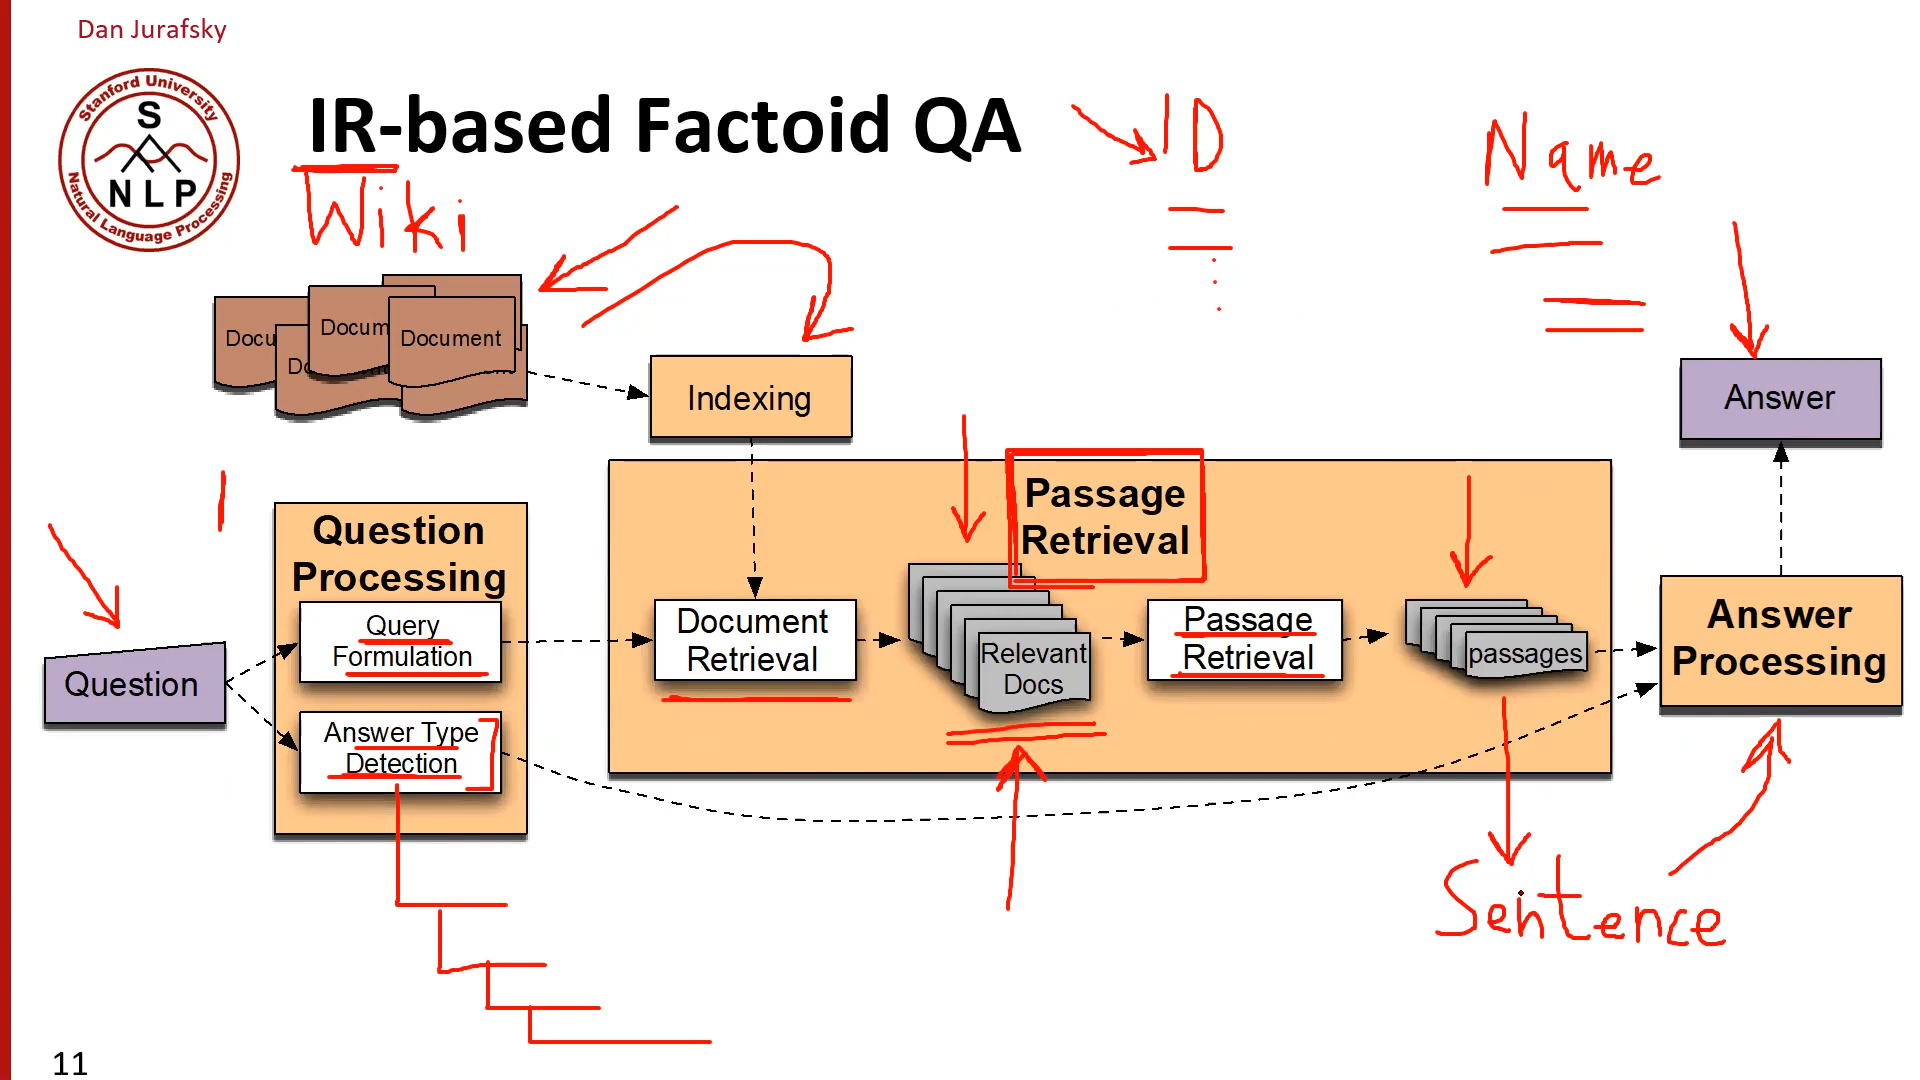 Dan Jurafsky
Stanford University
S
N L P
Natural Language Processing
IR-based Factoid QA
ID
Name
Wiki
Docum
Document
Docu
Do
Indexing
Answer
Passage
Retrieval
Question
Processing
Query
Formulation
Document
Retrieval
Relevant
Docs
Passage
Retrieval
passages
Answer
Processing
Question
Answer Type
Detection
Sentence
11